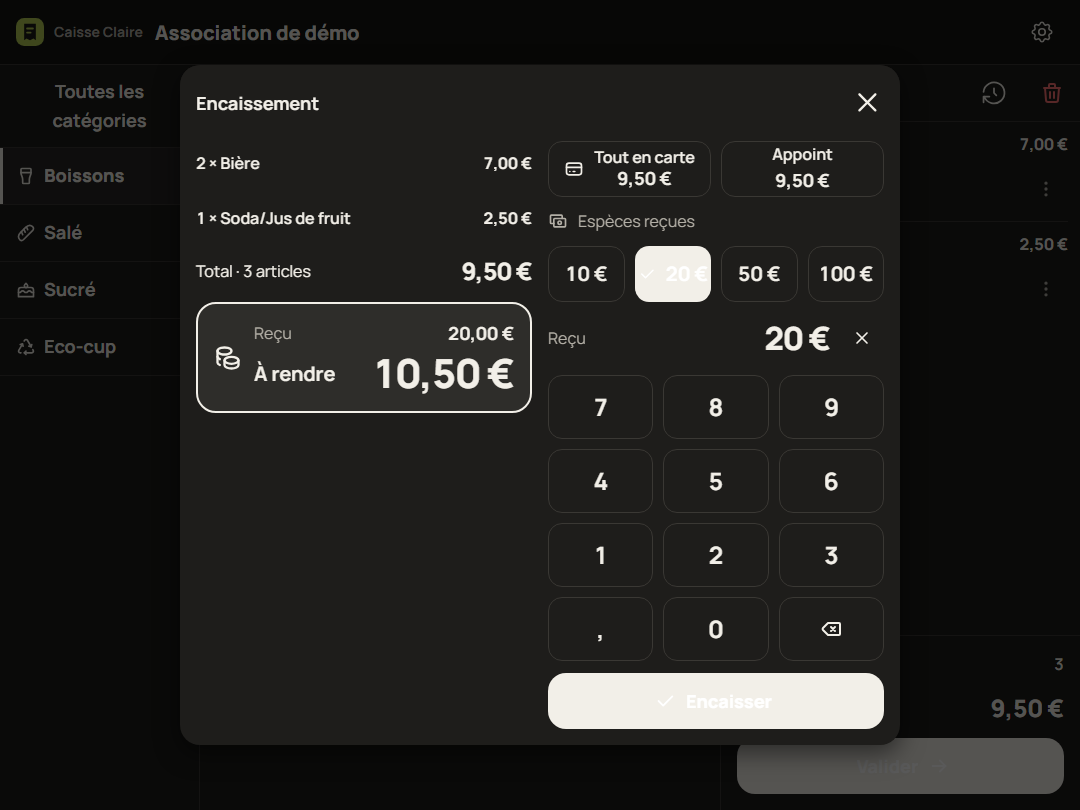 Caisse Claire Association de démo
Toutes les
catégories
Boissons
Salé
Sucré
Eco-cup
Encaissement
2 × Bière 7,00 €
1 × Soda/Jus de fruit 2,50 €
Total · 3 articles 9,50 €
Reçu 20,00 €
À rendre 10,50 €
Tout en carte
9,50 €
Appoint
9,50 €
Espèces reçues
10 € 20 € 50 € 100 €
Reçu 20 €
7 8 9
4 5 6
1 2 3
, 0
Encaisser
7,00 €
2,50 €
3
9,50 €
Valider